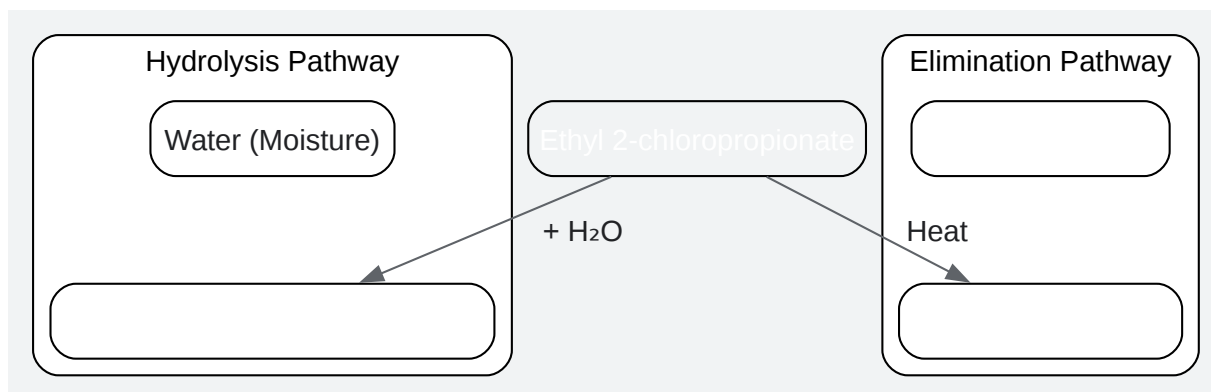 Hydrolysis Pathway
Elimination Pathway
Water (Moisture)
Ethyl 2-chloropropionate
+ H₂O
Heat